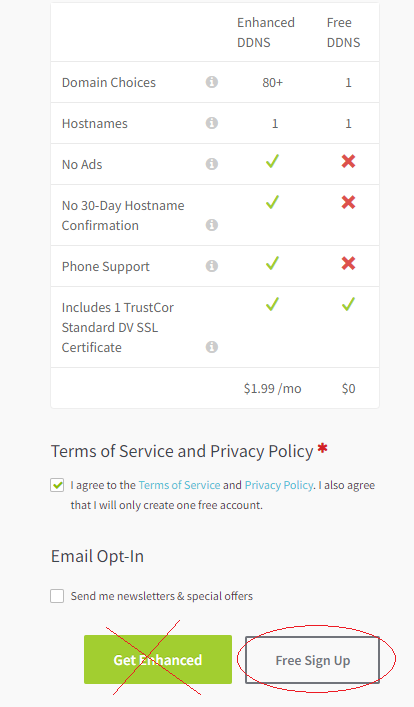 Enhanced Free
DDNS DDNS
Domain Choices 80+ 1
Hostnames 1 1
No Ads
No 30-Day Hostname
Confirmation
Phone Support
Includes 1 TrustCor
Standard DV SSL
Certificate
$1.99 /mo $0
Terms of Service and Privacy Policy *
I agree to the Terms of Service and Privacy Policy. I also agree
that I will only create one free account.
Email Opt-In
Send me newsletters & special offers
Get Enhanced Free Sign Up